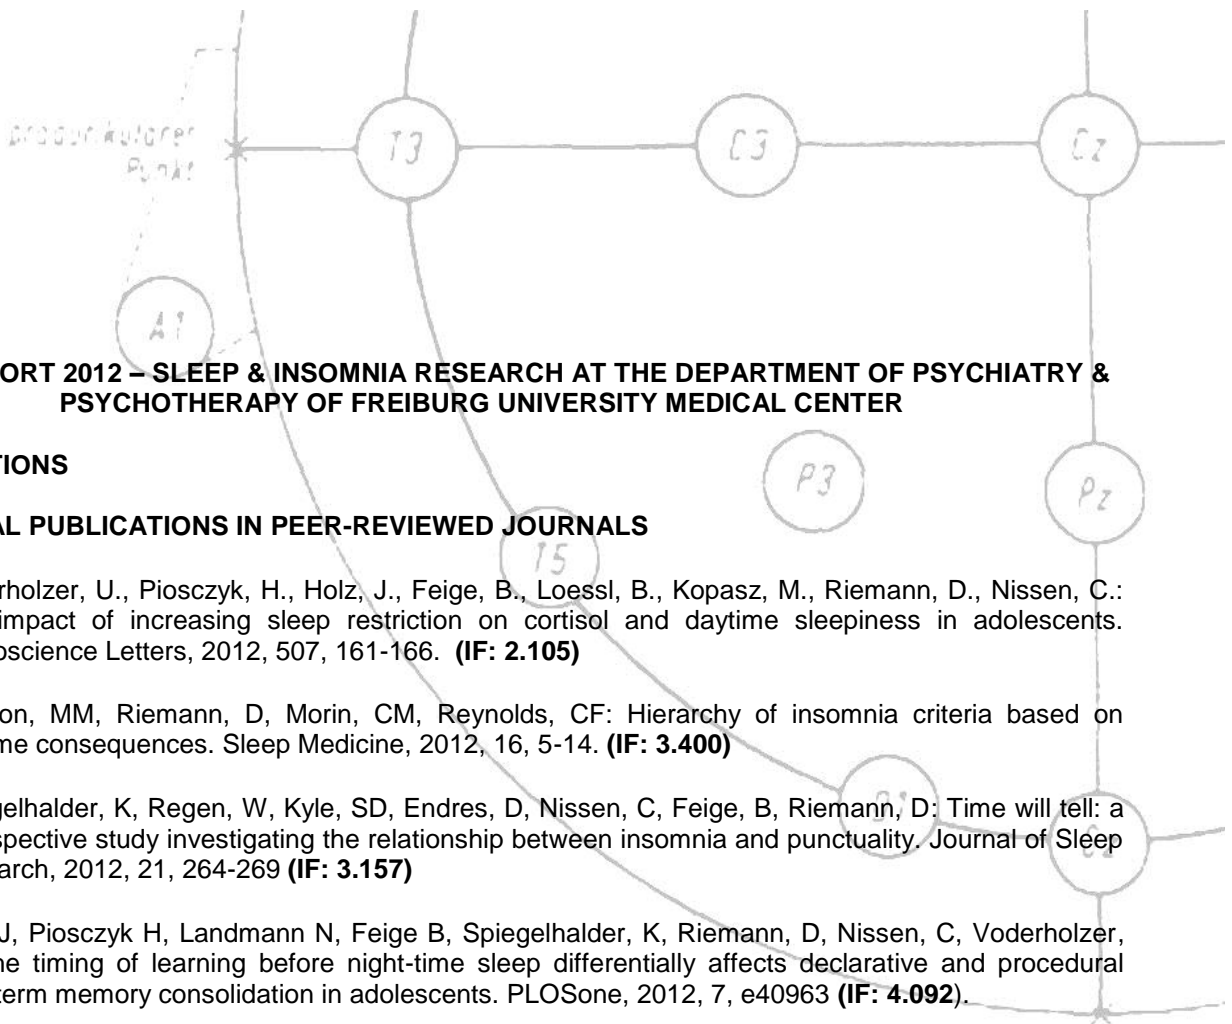 praaurikularer
Punkt
T3
C3
Cz
A1
ORT 2012 – SLEEP & INSOMNIA RESEARCH AT THE DEPARTMENT OF PSYCHIATRY &
PSYCHOTHERAPY OF FREIBURG UNIVERSITY MEDICAL CENTER
P3
Pz
TIONS
AL PUBLICATIONS IN PEER-REVIEWED JOURNALS
T5
rholzer, U., Piosczyk, H., Holz, J., Feige, B., Loessl, B., Kopasz, M., Riemann, D., Nissen, C.:
impact of increasing sleep restriction on cortisol and daytime sleepiness in adolescents.
oscience Letters, 2012, 507, 161-166. (IF: 2.105)
on, MM, Riemann, D, Morin, CM, Reynolds, CF: Hierarchy of insomnia criteria based on
me consequences. Sleep Medicine, 2012, 16, 5-14. (IF: 3.400)
gelhalder, K, Regen, W, Kyle, SD, Endres, D, Nissen, C, Feige, B, Riemann, D: Time will tell: a
spective study investigating the relationship between insomnia and punctuality. Journal of Sleep
arch, 2012, 21, 264-269 (IF: 3.157)
J, Piosczyk H, Landmann N, Feige B, Spiegelhalder, K, Riemann, D, Nissen, C, Voderholzer,
ne timing of learning before night-time sleep differentially affects declarative and procedural
term memory consolidation in adolescents. PLOSone, 2012, 7, e40963 (IF: 4.092).